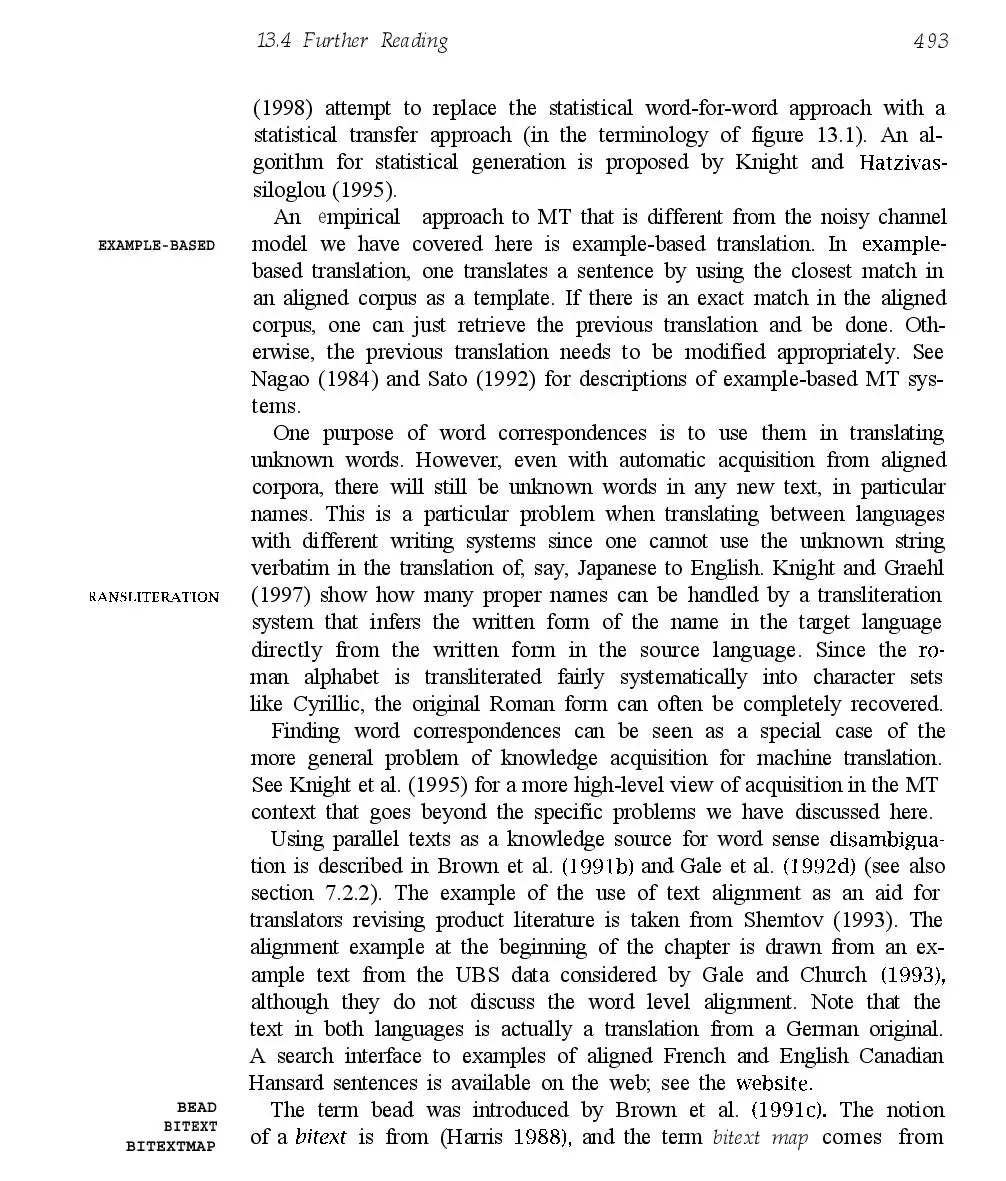 13.4 Further Reading 493
(1998) attempt to replace the statistical word-for-word approach with a
statistical transfer approach (in the terminology of figure 13.1). An al-
gorithm for statistical generation is proposed by Knight and Hatzivas-
siloglou (1995).
An empirical approach to MT that is different from the noisy channel
EXAMPLE-BASED model we have covered here is example-based translation. In example-
based translation, one translates a sentence by using the closest match in
an aligned corpus as a template. If there is an exact match in the aligned
corpus, one can just retrieve the previous translation and be done. Oth-
erwise, the previous translation needs to be modified appropriately. See
Nagao (1984) and Sato (1992) for descriptions of example-based MT sys-
tems.
One purpose of word correspondences is to use them in translating
unknown words. However, even with automatic acquisition from aligned
corpora, there will still be unknown words in any new text, in particular
names. This is a particular problem when translating between languages
with different writing systems since one cannot use the unknown string
verbatim in the translation of, say, Japanese to English. Knight and Graehl
RANSLITERATION (1997) show how many proper names can be handled by a transliteration
system that infers the written form of the name in the target language
directly from the written form in the source language. Since the ro-
man alphabet is transliterated fairly systematically into character sets
like Cyrillic, the original Roman form can often be completely recovered.
Finding word correspondences can be seen as a special case of the
more general problem of knowledge acquisition for machine translation.
See Knight et al. (1995) for a more high-level view of acquisition in the MT
context that goes beyond the specific problems we have discussed here.
Using parallel texts as a knowledge source for word sense disambigua-
tion is described in Brown et al. (1991b) and Gale et al. (1992d) (see also
section 7.2.2). The example of the use of text alignment as an aid for
translators revising product literature is taken from Shemtov (1993). The
alignment example at the beginning of the chapter is drawn from an ex-
ample text from the UBS data considered by Gale and Church (1993),
although they do not discuss the word level alignment. Note that the
text in both languages is actually a translation from a German original.
A search interface to examples of aligned French and English Canadian
Hansard sentences is available on the web; see the website.
BEAD The term bead was introduced by Brown et al. (1991c). The notion
BITEXT
BITEXTMAP of a bitext is from (Harris 1988), and the term bitext map comes from